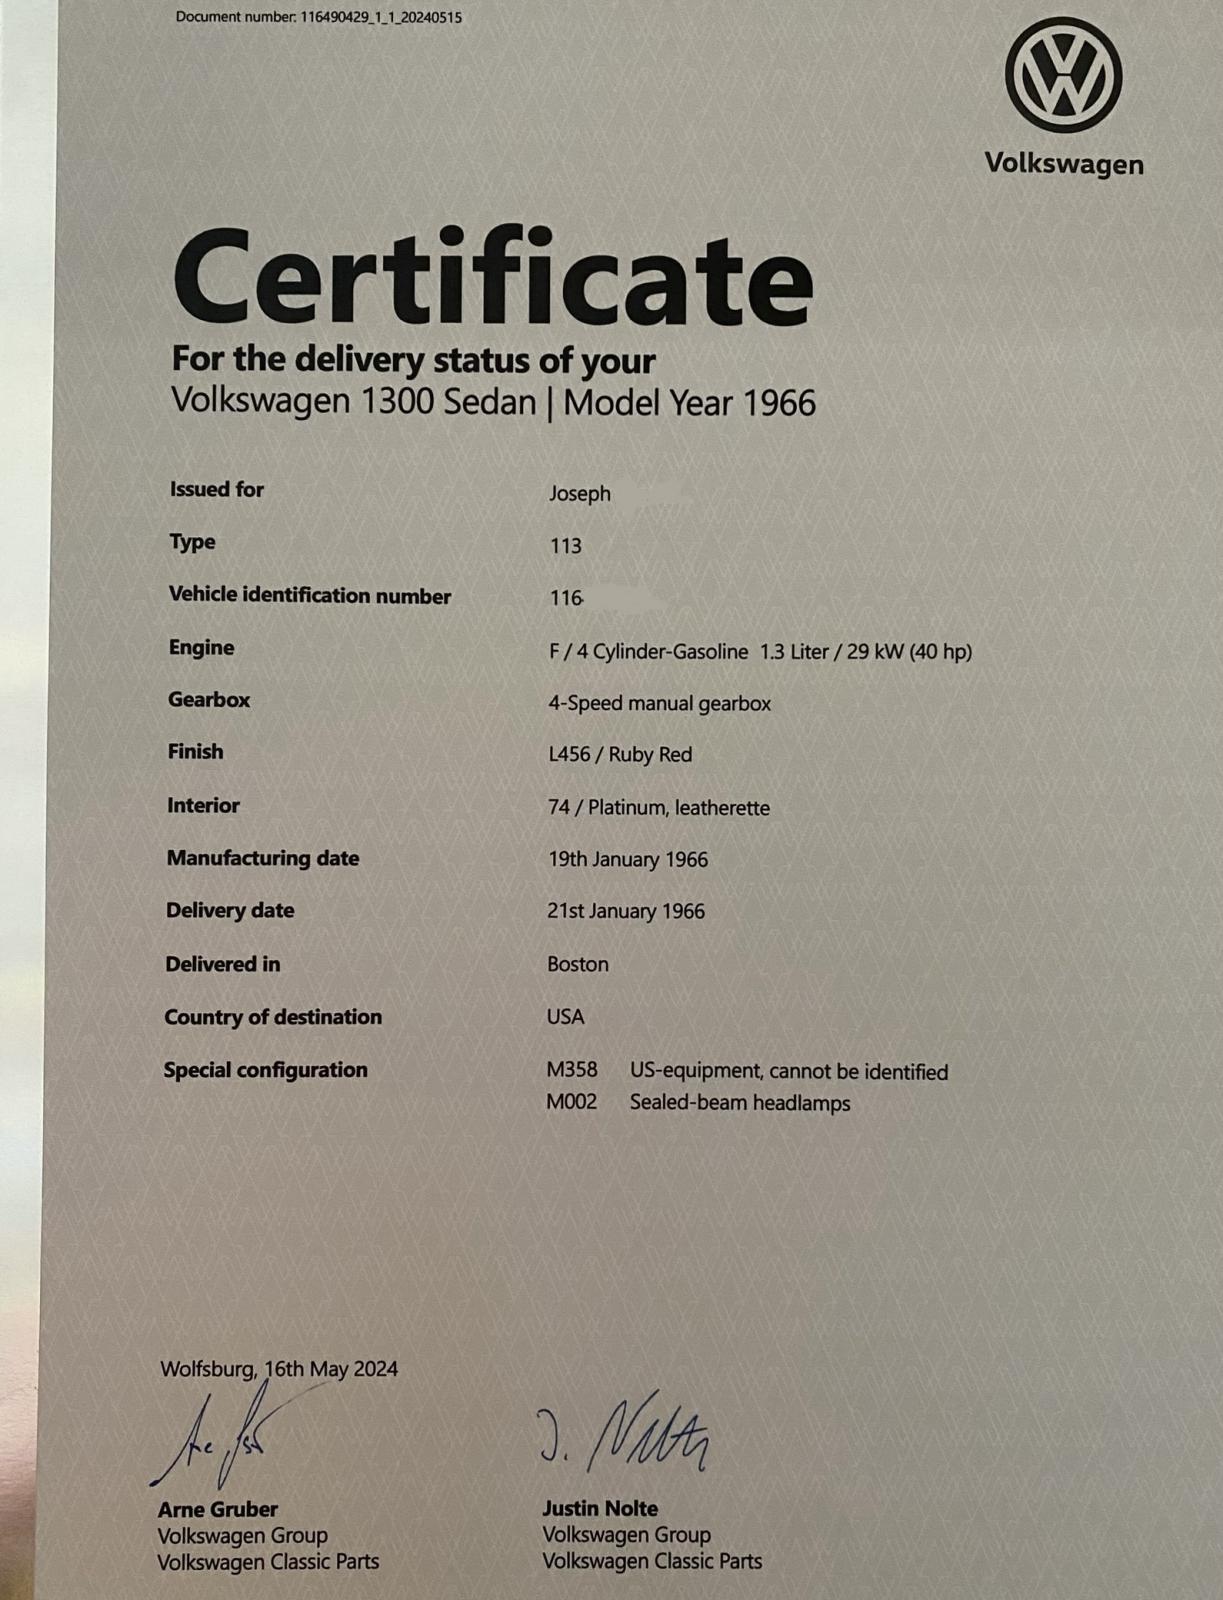 Document number: 116490429_1_1_20240515
Volkswagen
Certificate
For the delivery status of your
Volkswagen 1300 Sedan | Model Year 1966
Issued for Joseph
Type 113
Vehicle identification number 116
Engine F / 4 Cylinder-Gasoline 1.3 Liter / 29 kW (40 hp)
Gearbox 4-Speed manual gearbox
Finish L456 / Ruby Red
Interior 74 / Platinum, leatherette
Manufacturing date 19th January 1966
Delivery date 21st January 1966
Delivered in Boston
Country of destination USA
Special configuration M358 US-equipment, cannot be identified
M002 Sealed-beam headlamps
Wolfsburg, 16th May 2024
J. Nolte
Arne Gruber Justin Nolte
Volkswagen Group Volkswagen Group
Volkswagen Classic Parts Volkswagen Classic Parts